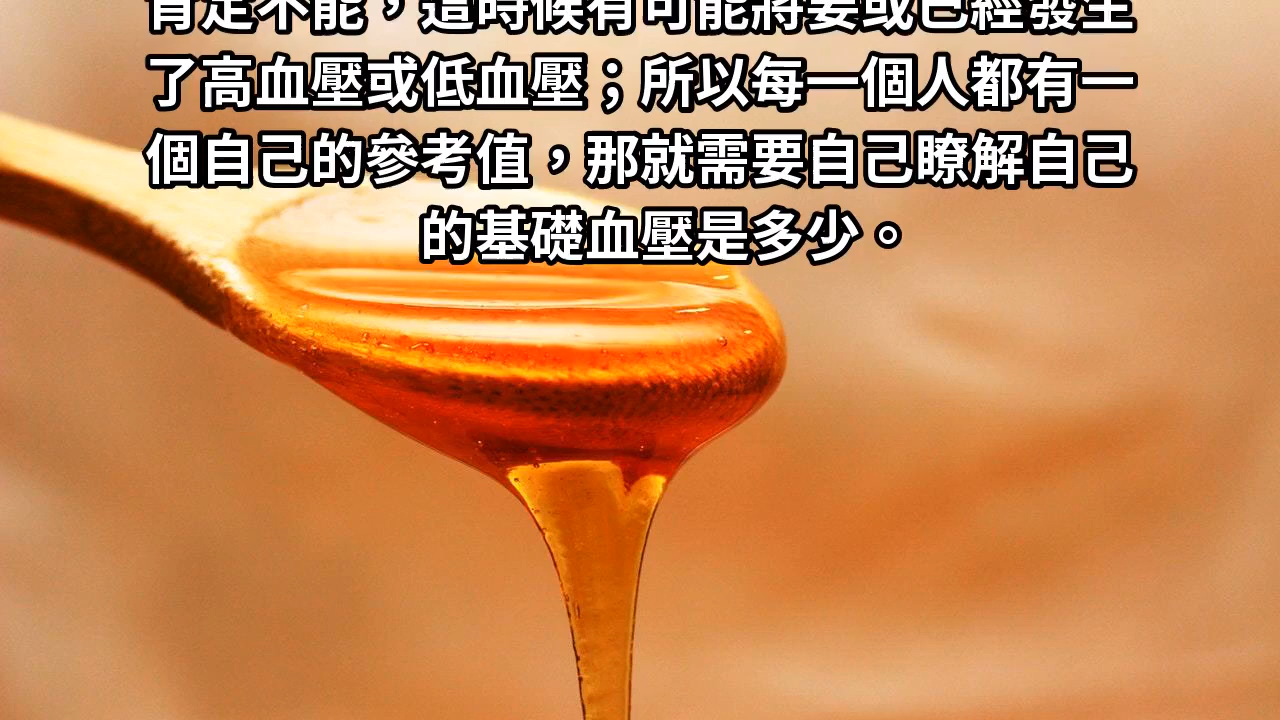 肯定不能，這時候有可能將要或已經發生
了高血壓或低血壓；所以每一個人都有一
個自己的參考值，那就需要自己瞭解自己
的基礎血壓是多少。